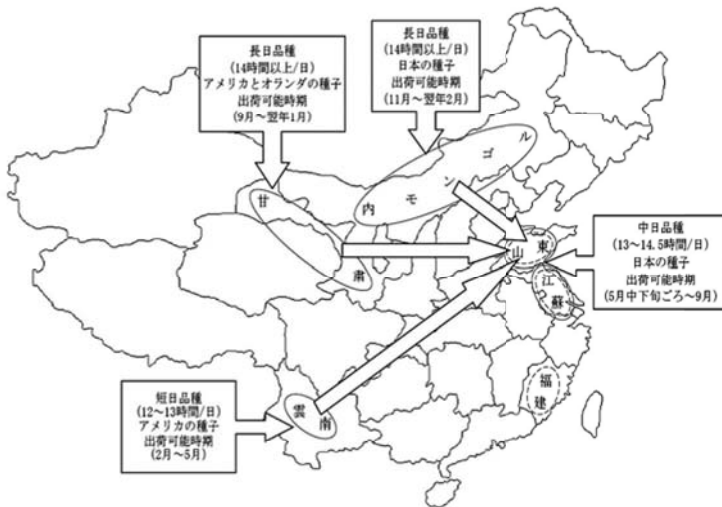 長日品種
(14時間以上/日)
アメリカとオランダの種子
出荷可能時期
(9月～翌年1月)
長日品種
(14時間以上/日)
日本の種子
出荷可能時期
(11月～翌年2月)
内モンゴル
甘粛
山東
中日品種
(13～14.5時間/日)
日本の種子
出荷可能時期
(5月中下旬ごろ～9月)
江蘇
福建
短日品種
(12～13時間/日)
アメリカの種子
出荷可能時期
(2月～5月)
雲南